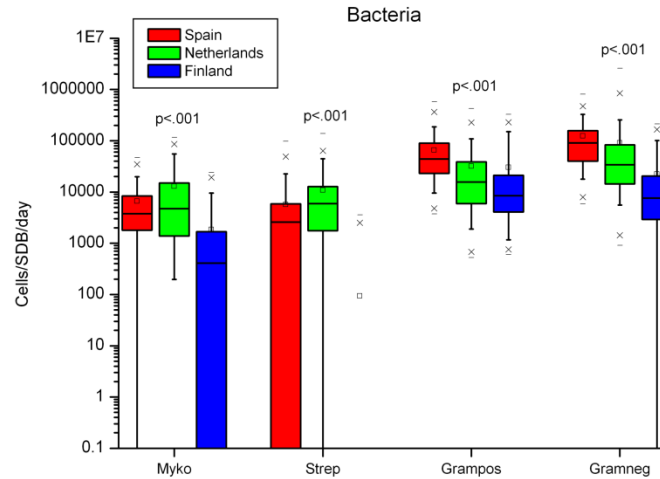 Bacteria
Spain
Netherlands
Finland
1E7
1000000
100000
10000
1000
100
10
1
0.1
Cells/SDB/day
p<.001
p<.001
p<.001
p<.001
Myko
Strep
Grampos
Gramneg